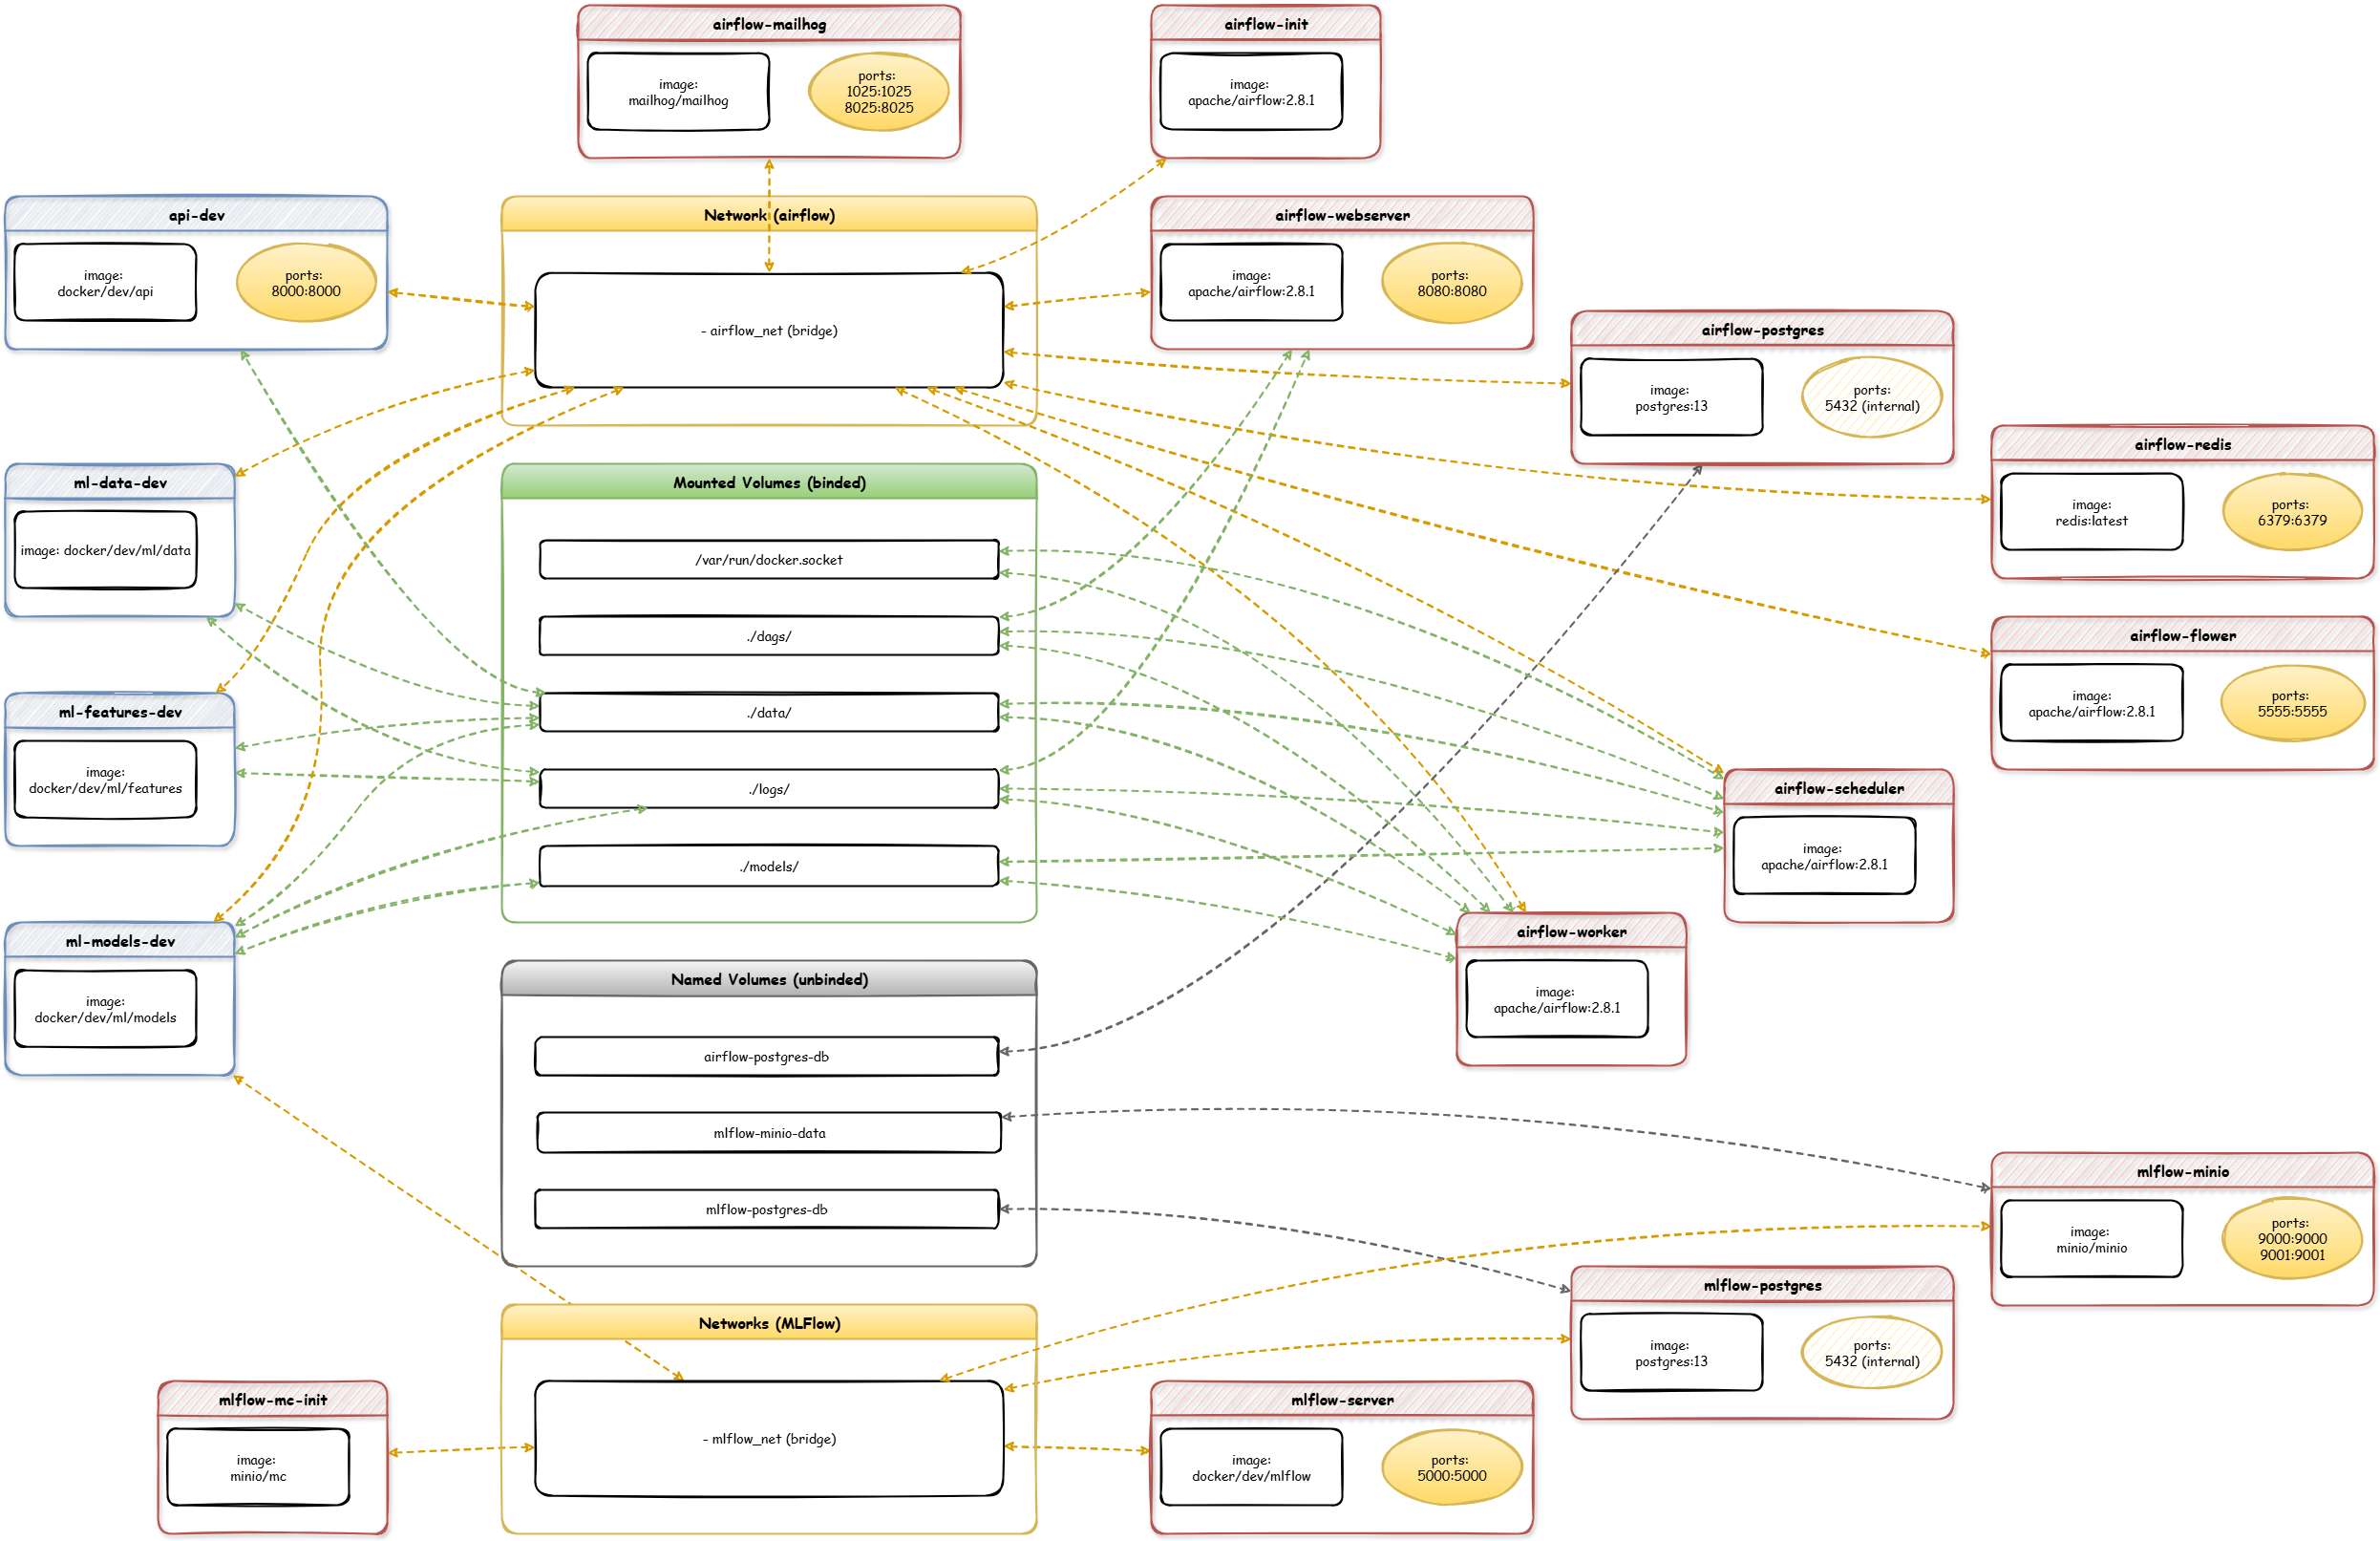 airflow-mailhog
image:
mailhog/mailhog
ports:
1025:1025
8025:8025
airflow-init
image:
apache/airflow:2.8.1
api-dev
image:
docker/dev/api
ports:
8000:8000
Network (airflow)
- airflow_net (bridge)
airflow-webserver
image:
apache/airflow:2.8.1
ports:
8080:8080
airflow-postgres
image:
postgres:13
ports:
5432 (internal)
airflow-redis
image:
redis:latest
ports:
6379:6379
ml-data-dev
image: docker/dev/ml/data
Mounted Volumes (binded)
/var/run/docker.socket
./dags/
./data/
./logs/
./models/
airflow-flower
image:
apache/airflow:2.8.1
ports:
5555:5555
ml-features-dev
image:
docker/dev/ml/features
airflow-scheduler
image:
apache/airflow:2.8.1
ml-models-dev
image:
docker/dev/ml/models
airflow-worker
image:
apache/airflow:2.8.1
Named Volumes (unbinded)
airflow-postgres-db
mlflow-minio-data
mlflow-postgres-db
mlflow-minio
image:
minio/minio
ports:
9000:9000
9001:9001
mlflow-postgres
image:
postgres:13
ports:
5432 (internal)
Networks (MLFlow)
- mlflow_net (bridge)
mlflow-mc-init
image:
minio/mc
mlflow-server
image:
docker/dev/mlflow
ports:
5000:5000